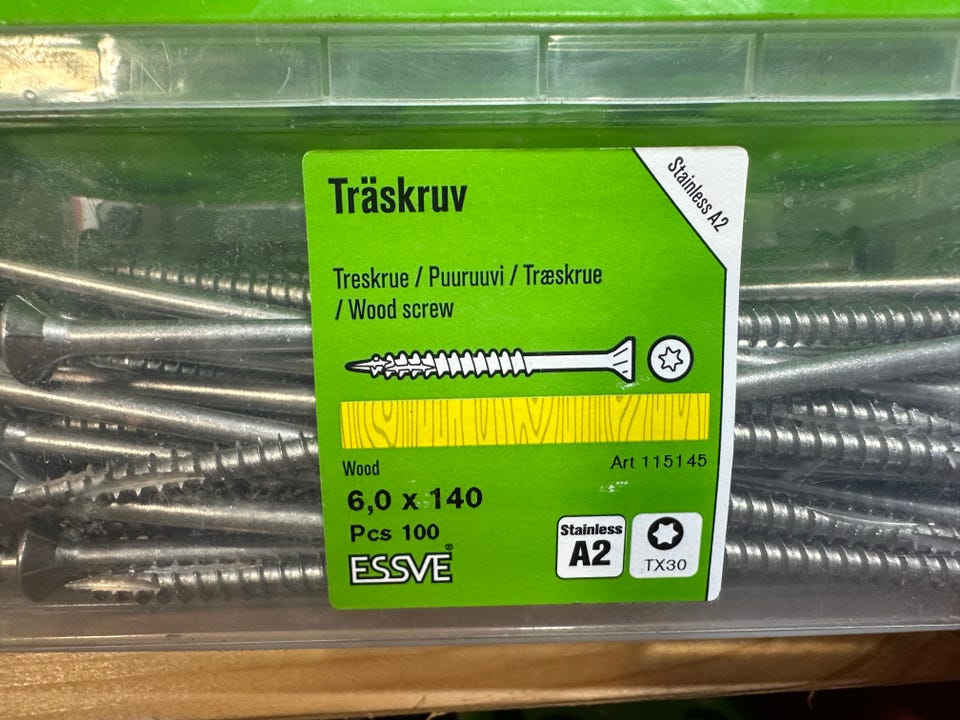 Träskruv
Stainless A2
Treskrue / Puuruuvi / Træskrue
/ Wood screw
Wood
Art 115145
6,0 x 140
Pcs 100
ESSVE®
Stainless
A2
TX30